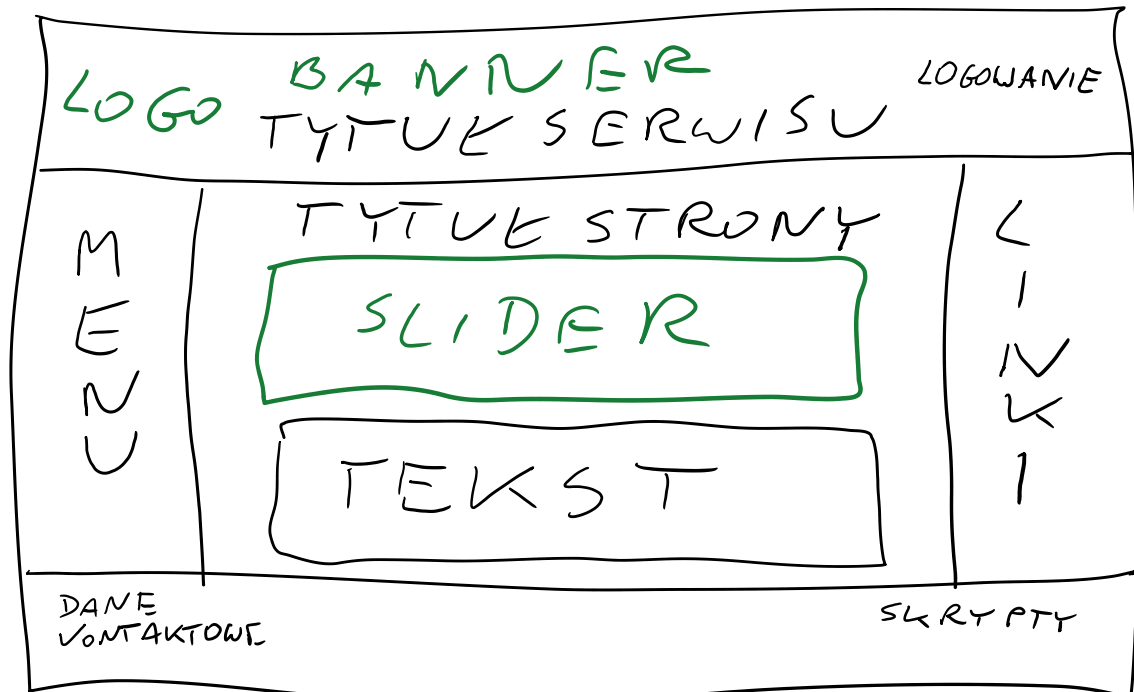 LOGO
BANNER
TYTUŁ SERWISU
LOGOWANIE
MENU
TYTUŁ STRONY
SLIDER
TEKST
LINKI
DANE
KONTAKTOWE
SKRYPTY